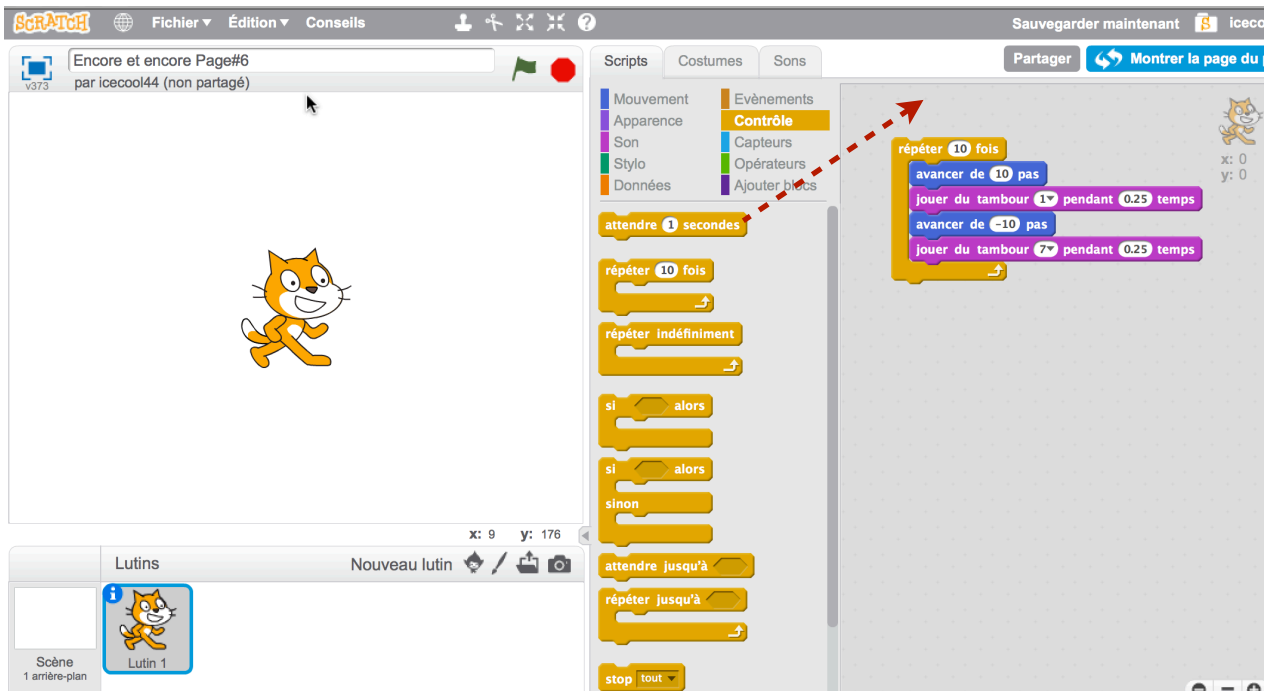 SCRATCH Fichier Édition Conseils Sauvegarder maintenant
Encore et encore Page#6
par icecool44 (non partagé)
v373
Scripts Costumes Sons
Partager Montrer la page du
Mouvement Evènements
Apparence Contrôle
Son Capteurs
Stylo Opérateurs
Données Ajouter blocs
attendre 1 secondes
répéter 10 fois
répéter indéfiniment
si alors
si alors
sinon
attendre jusqu'à
répéter jusqu'à
stop tout
répéter 10 fois
avancer de 10 pas
jouer du tambour 1 pendant 0.25 temps
avancer de -10 pas
jouer du tambour 7 pendant 0.25 temps
x: 0
y: 0
x: 9 y: 176
Lutins Nouveau lutin
Scène
1 arrière-plan
Lutin 1